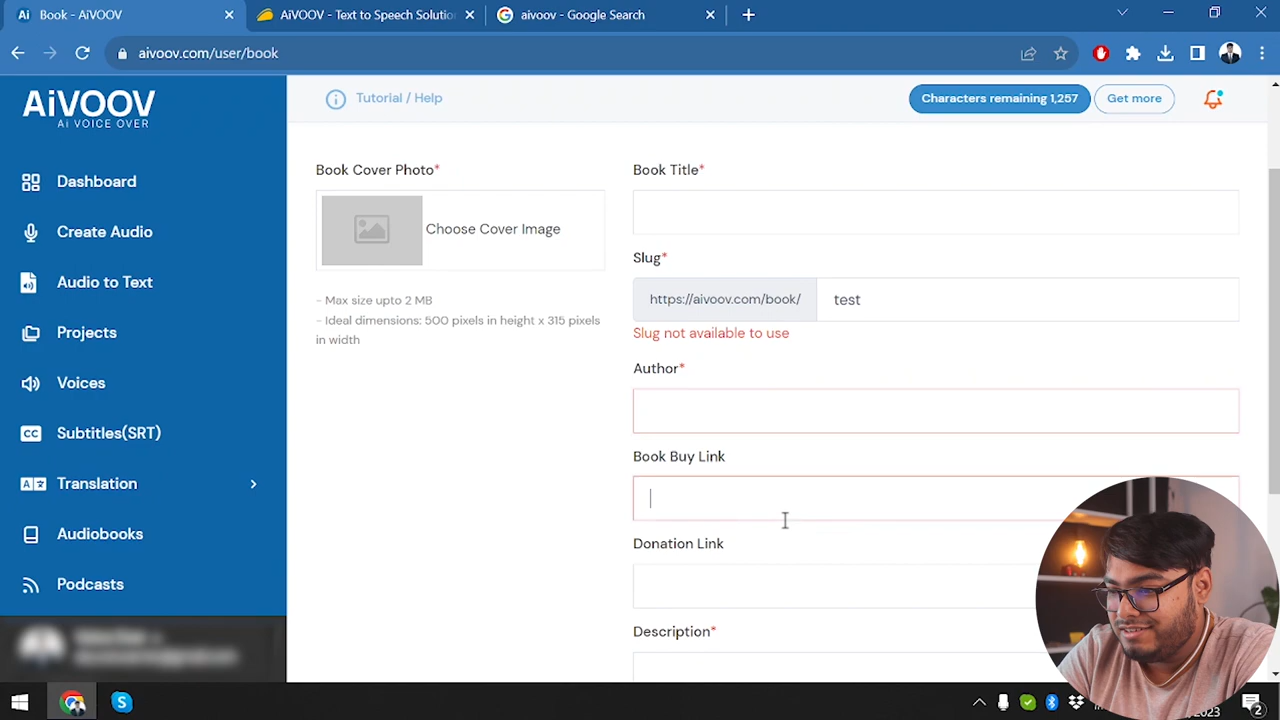 Book - AiVOOV
AiVOOV - Text to Speech Solution
aivoov - Google Search
aivoov.com/user/book
AiVOOV
Ai VOICE OVER
Tutorial / Help
Characters remaining 1,257
Get more
Dashboard
Create Audio
Audio to Text
Projects
Voices
CC
Subtitles(SRT)
Translation
Audiobooks
Podcasts
Book Cover Photo*
Choose Cover Image
- Max size upto 2 MB
- Ideal dimensions: 500 pixels in height x 315 pixels
in width
Book Title*
Slug*
https://aivoov.com/book/
test
Slug not available to use
Author*
Book Buy Link
Donation Link
Description*
2023
2